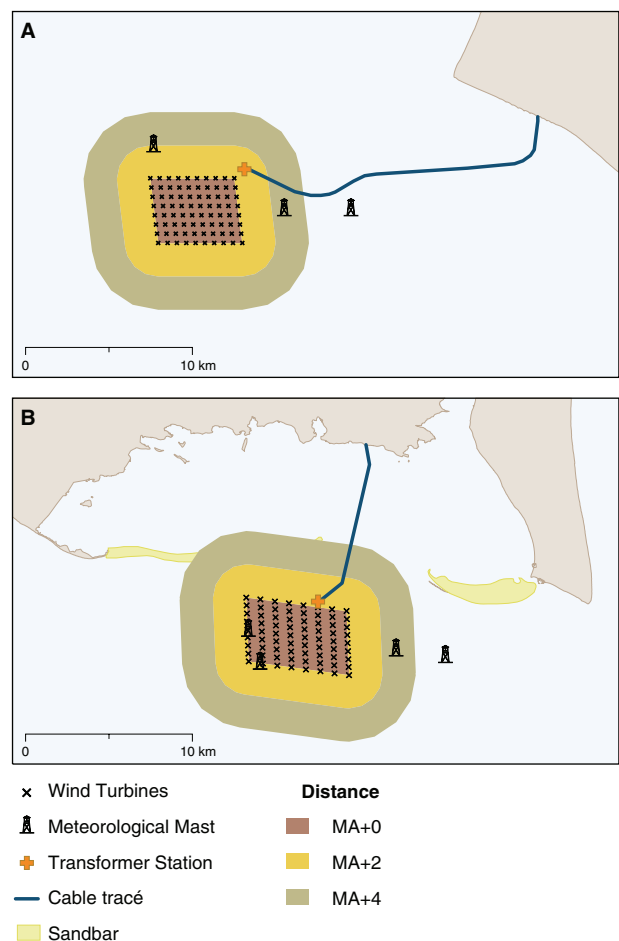 A
0 10 km
B
0 10 km
Wind Turbines
Meteorological Mast
Transformer Station
Cable tracé
Sandbar
Distance
MA+0
MA+2
MA+4